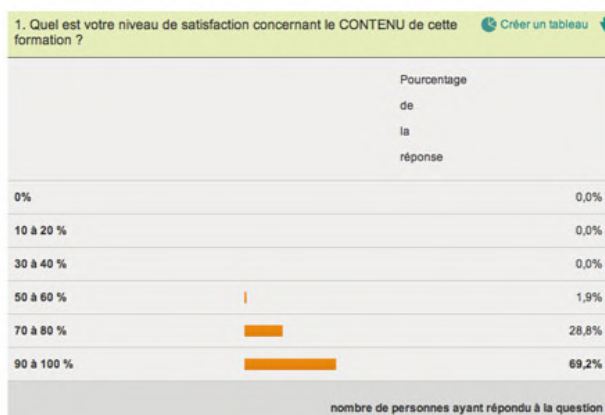 1. Quel est votre niveau de satisfaction concernant le CONTENU de cette Créer un tableau
formation ?
Pourcentage
de
la
réponse
0% 0,0%
10 à 20 % 0,0%
30 à 40 % 0,0%
50 à 60 % 1,9%
70 à 80 % 28,8%
90 à 100 % 69,2%
nombre de personnes ayant répondu à la question